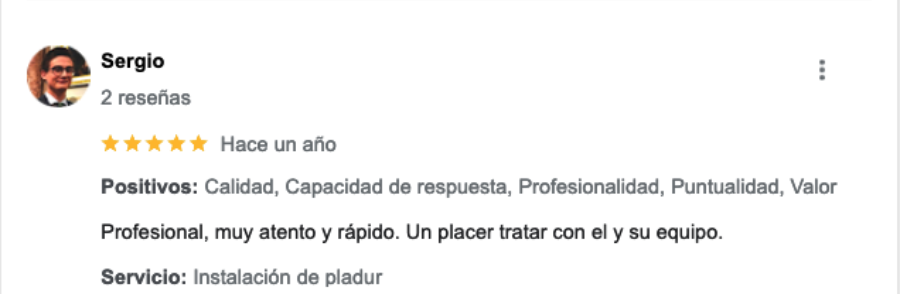 Sergio
2 reseñas
Hace un año
Positivos: Calidad, Capacidad de respuesta, Profesionalidad, Puntualidad, Valor
Profesional, muy atento y rápido. Un placer tratar con el y su equipo.
Servicio: Instalación de pladur